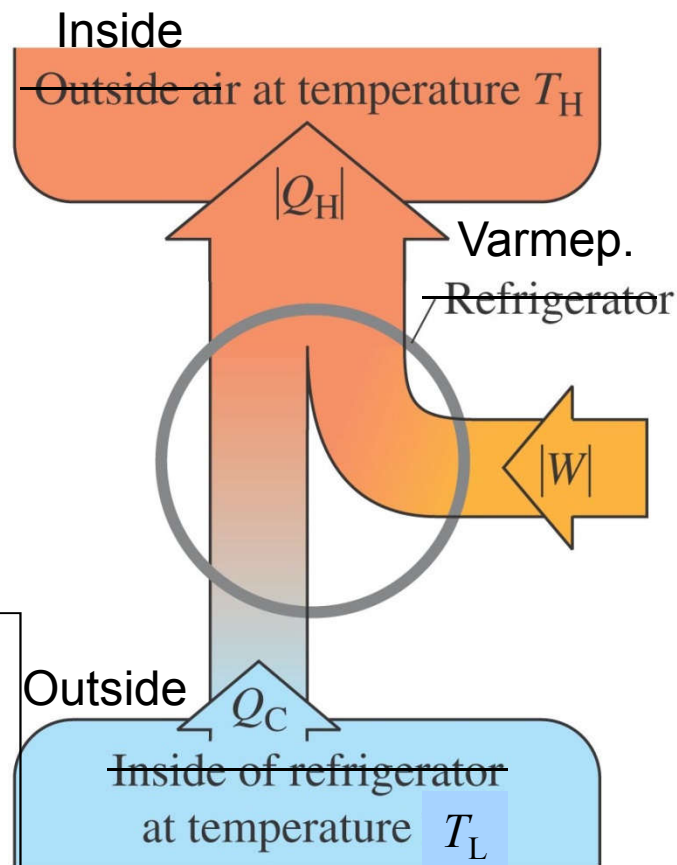 Inside
Outside air at temperature T_H
|Q_H|
Varmep.
Refrigerator
|W|
Outside
Q_C
Inside of refrigerator
at temperature T_L